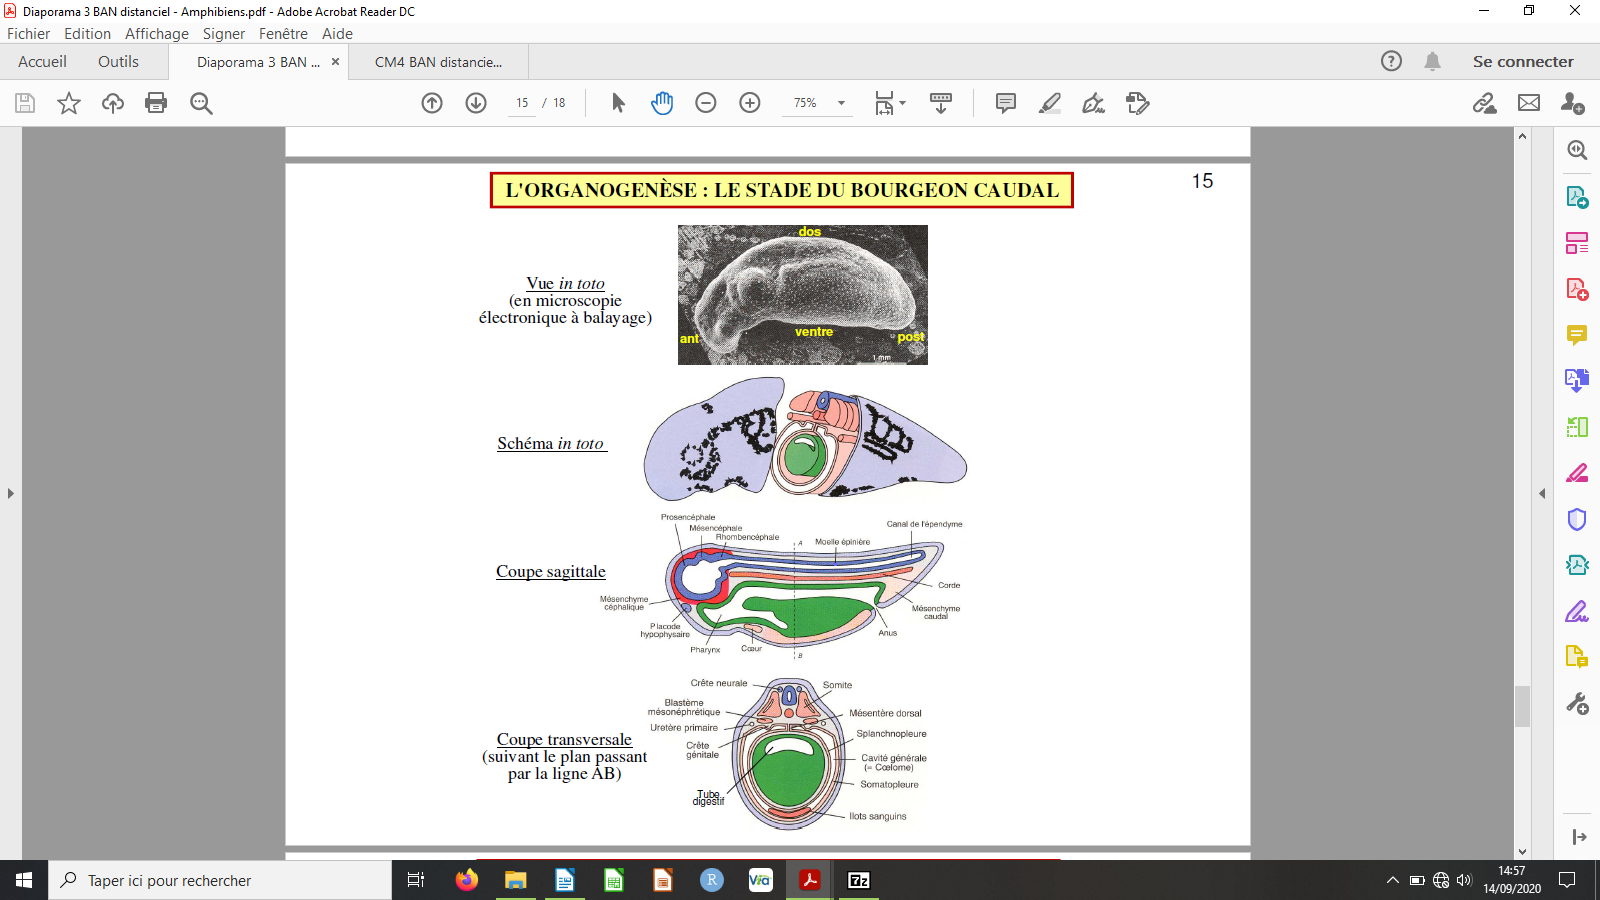 Diaporama 3 BAN distanciel - Amphibiens.pdf - Adobe Acrobat Reader DC
Fichier Edition Affichage Signer Fenêtre Aide
Accueil Outils Diaporama 3 BAN ... × CM4 BAN distancie... Se connecter
15 / 18 75%
L'ORGANOGENÈSE : LE STADE DU BOURGEON CAUDAL
15
Vue in toto
(en microscopie
électronique à balayage)
dos
ant
ventre
post
1 mm
Schéma in toto
Coupe sagittale
Prosencéphale
Mésencéphale
Rhombencéphale
A
Moelle épinière
Canal de l'épendyme
Corde
Mésenchyme
caudal
Anus
Mésenchyme
céphalique
Placode
hypophysaire
Pharynx
Cœur
B
Coupe transversale
(suivant le plan passant
par la ligne AB)
Crête neurale
Blastème
mésonéphrétique
Uretère primaire
Crête
génitale
Tube
digestif
Somite
Mésentère dorsal
Splanchnopleure
Cavité générale
(= Cœlome)
Somatopleure
Ilots sanguins
Taper ici pour rechercher
R
Via
7z
14:57
14/09/2020